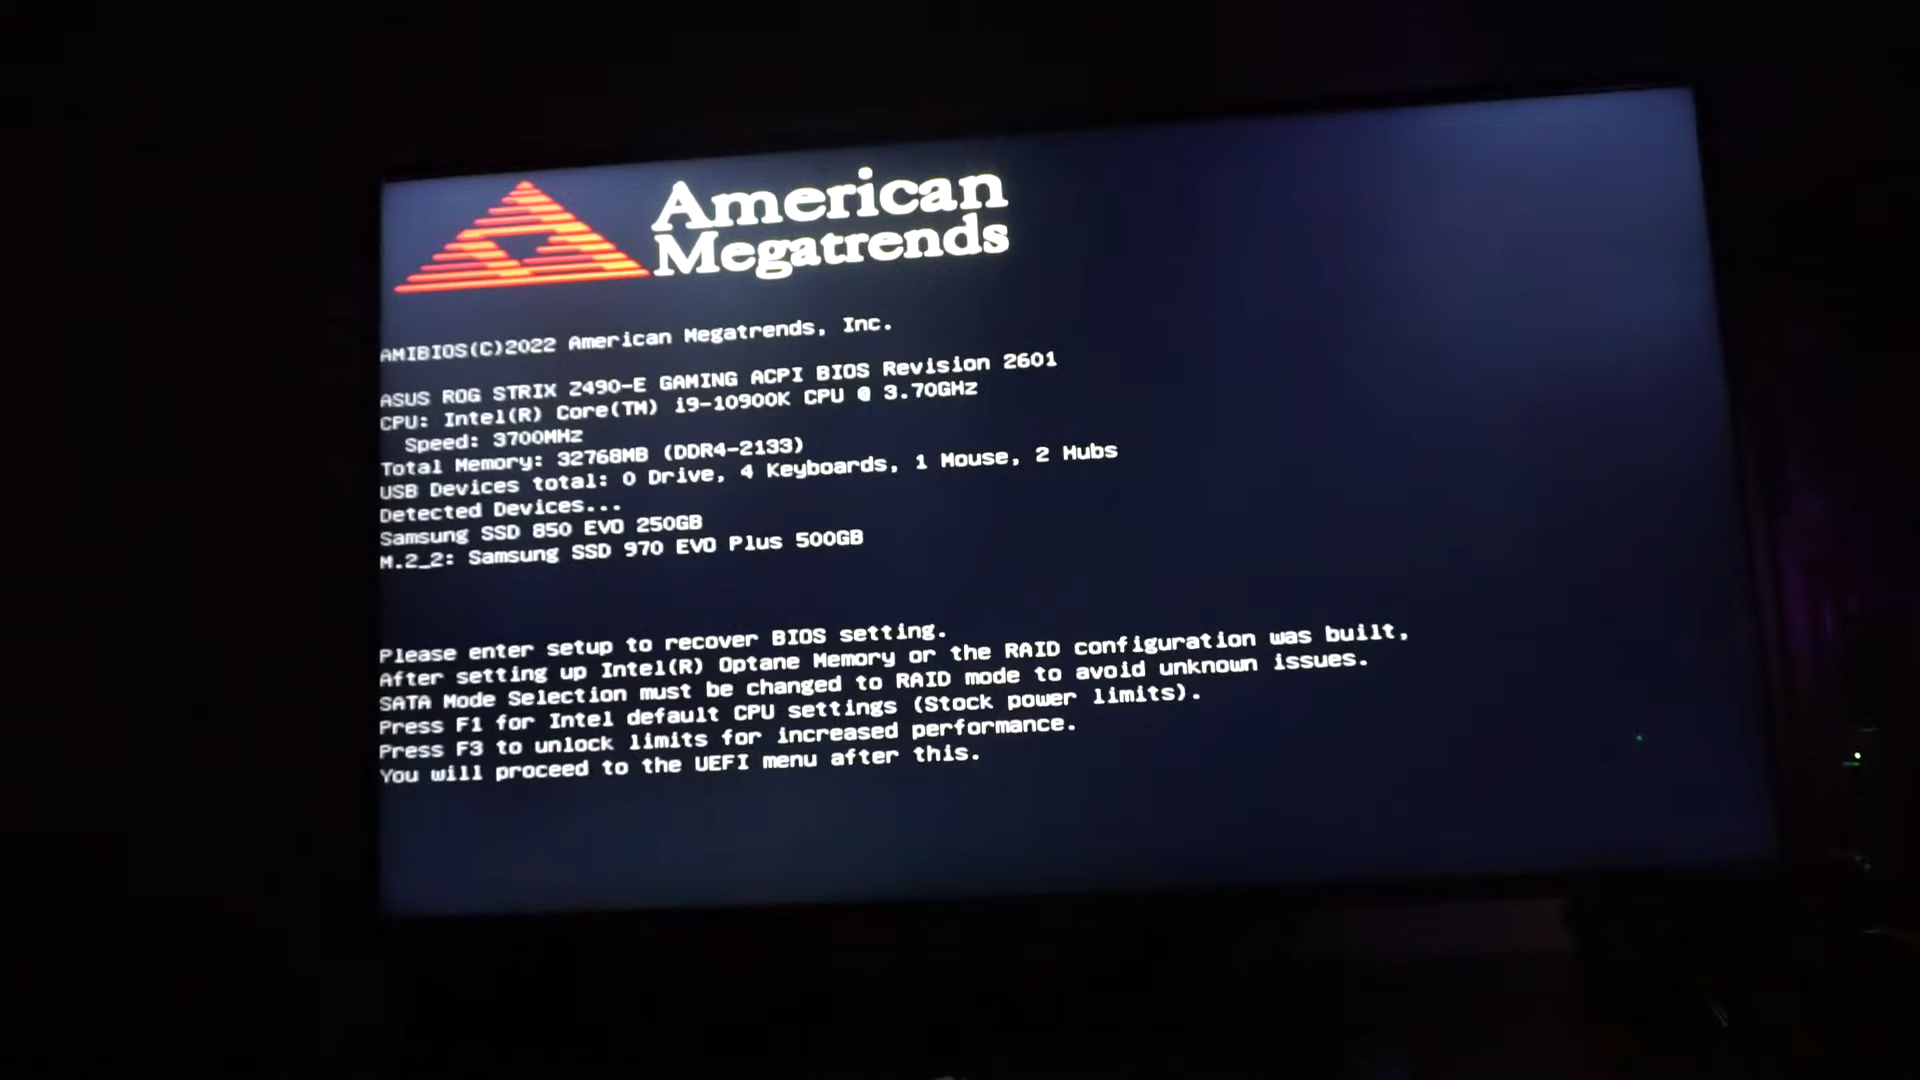 American
Megatrends
AMIBIOS(C)2022 American Megatrends, Inc.
ASUS ROG STRIX Z490-E GAMING ACPI BIOS Revision 2601
CPU: Intel(R) Core(TM) i9-10900K CPU @ 3.70GHz
Speed: 3700MHz
Total Memory: 32768MB (DDR4-2133)
USB Devices total: 0 Drive, 4 Keyboards, 1 Mouse, 2 Hubs
Detected Devices...
Samsung SSD 850 EVO 250GB
M.2_2: Samsung SSD 970 EVO Plus 500GB
Please enter setup to recover BIOS setting.
After setting up Intel(R) Optane Memory or the RAID configuration was built,
SATA Mode Selection must be changed to RAID mode to avoid unknown issues.
Press F1 for Intel default CPU settings (Stock power limits).
Press F3 to unlock limits for increased performance.
You will proceed to the UEFI menu after this.